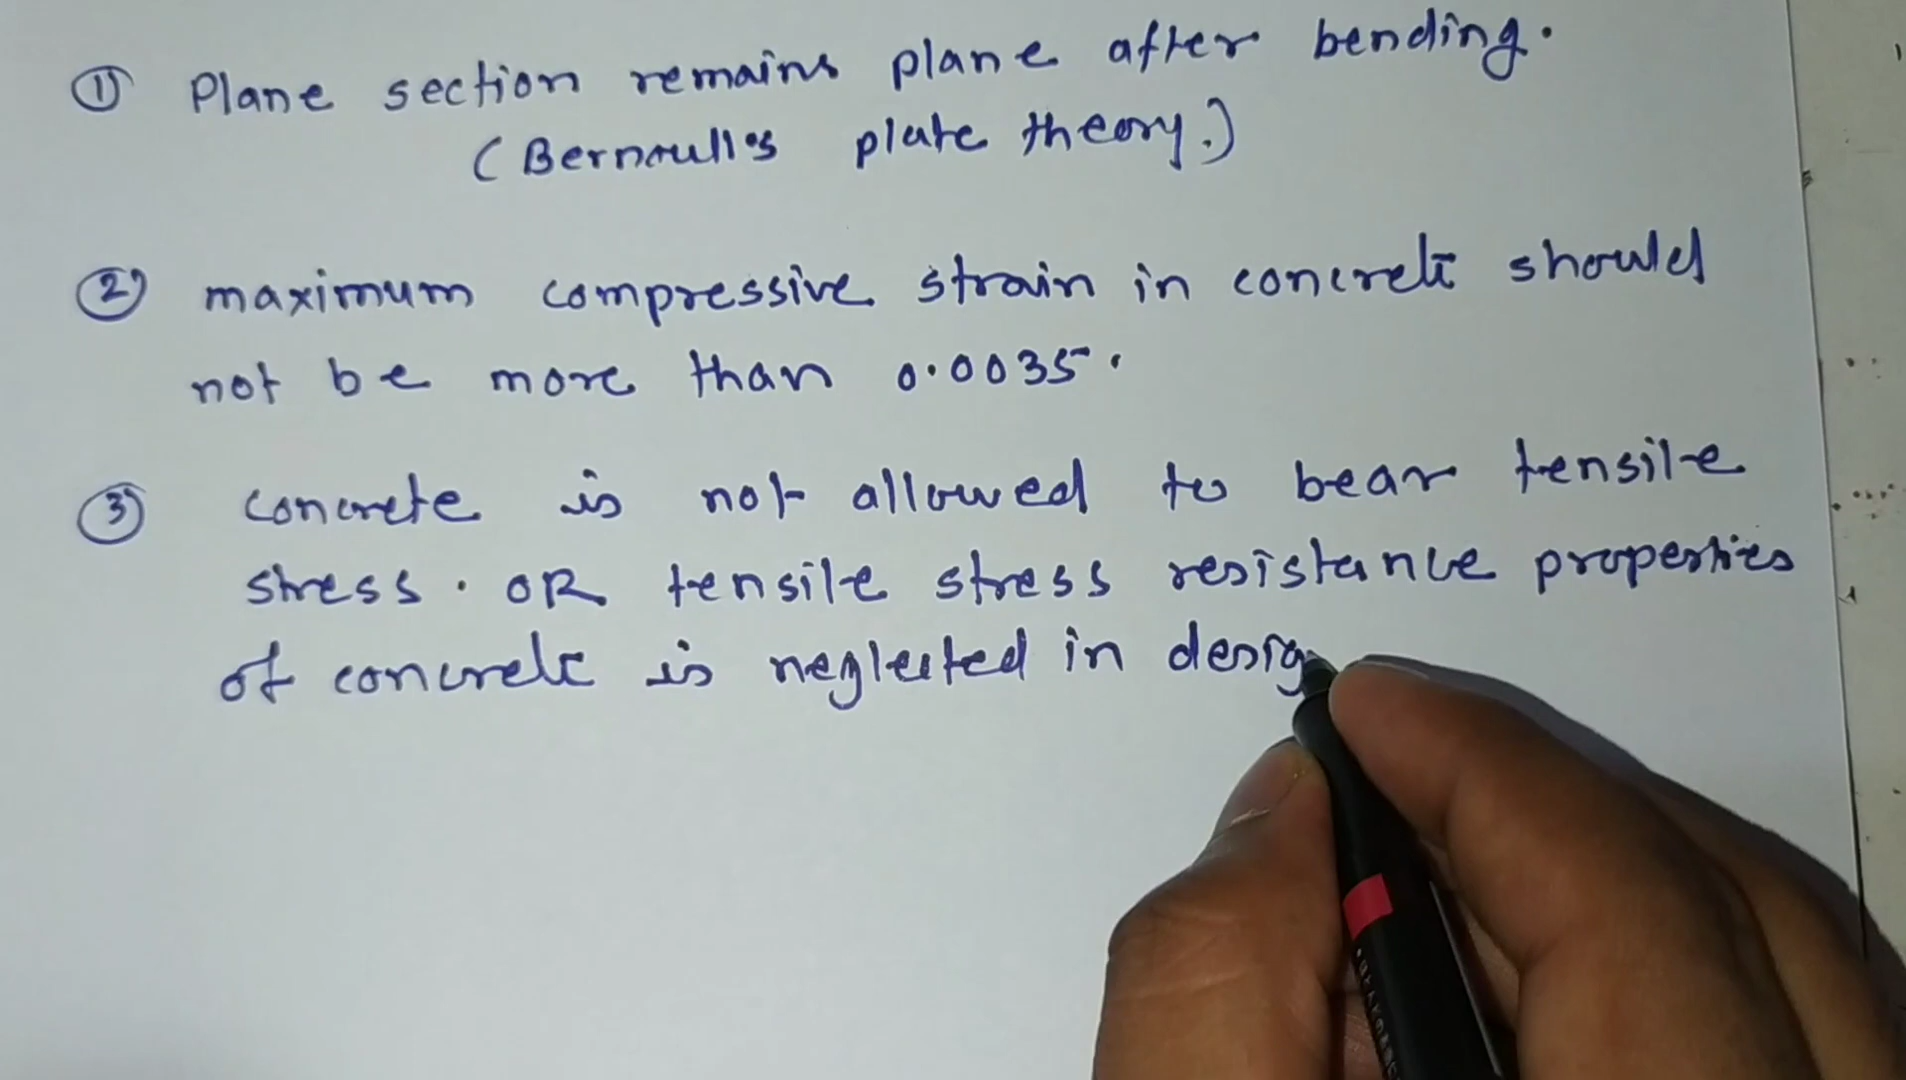 ① Plane section remains plane after bending.
(Bernoulli's plate theory.)
② maximum compressive strain in concrete should
not be more than 0.0035.
③ concrete is not allowed to bear tensile
stress. OR tensile stress resistance properties
of concrete is neglected in desig